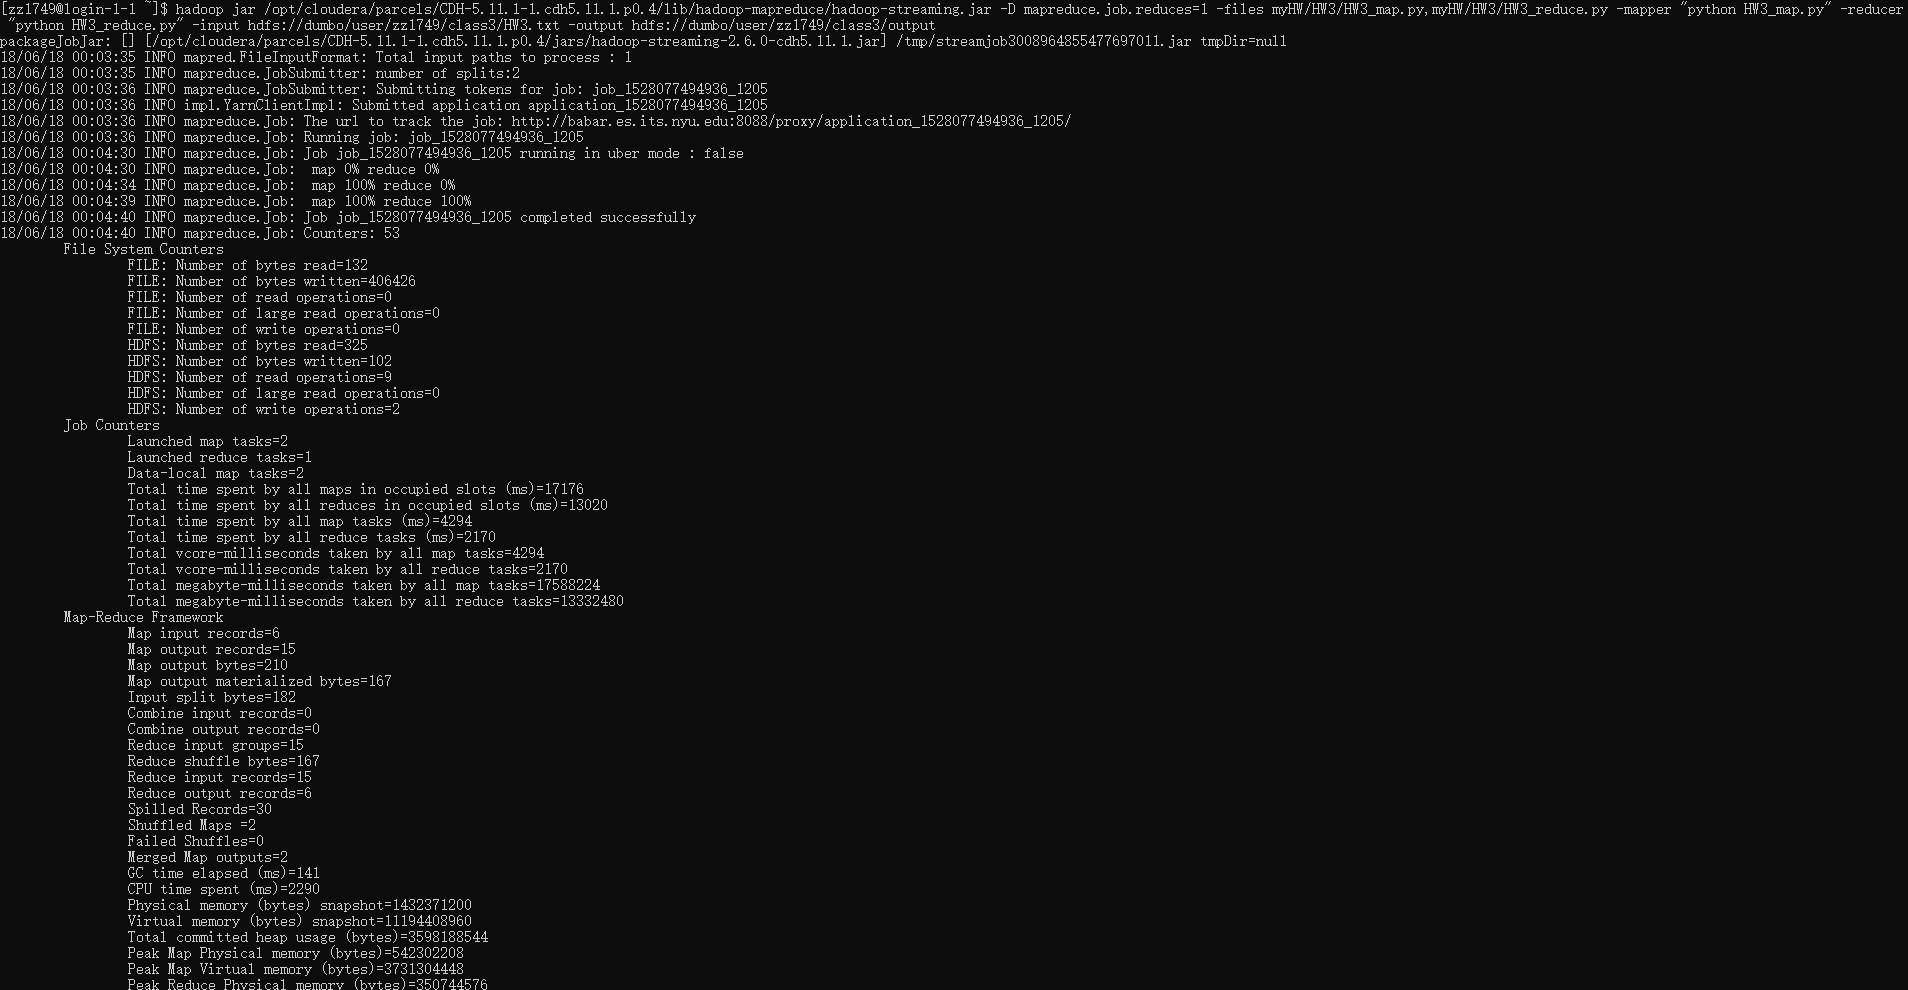 [zz1749@login-1-1 ~]$ hadoop jar /opt/cloudera/parcels/CDH-5.11.1-1.cdh5.11.1.p0.4/lib/hadoop-mapreduce/hadoop-streaming.jar -D mapreduce.job.reduces=1 -files myHW/HW3/HW3_map.py,myHW/HW3/HW3_reduce.py -mapper "python HW3_map.py" -reducer
"python HW3_reduce.py" -input hdfs://dumbo/user/zz1749/class3/HW3.txt -output hdfs://dumbo/user/zz1749/class3/output
packageJobJar: [] [/opt/cloudera/parcels/CDH-5.11.1-1.cdh5.11.1.p0.4/jars/hadoop-streaming-2.6.0-cdh5.11.1.jar] /tmp/streamjob3008964855477697011.jar tmpDir=null
18/06/18 00:03:35 INFO mapred.FileInputFormat: Total input paths to process : 1
18/06/18 00:03:35 INFO mapreduce.JobSubmitter: number of splits:2
18/06/18 00:03:36 INFO mapreduce.JobSubmitter: Submitting tokens for job: job_1528077494936_1205
18/06/18 00:03:36 INFO impl.YarnClientImpl: Submitted application application_1528077494936_1205
18/06/18 00:03:36 INFO mapreduce.Job: The url to track the job: http://babar.es.its.nyu.edu:8088/proxy/application_1528077494936_1205/
18/06/18 00:03:36 INFO mapreduce.Job: Running job: job_1528077494936_1205
18/06/18 00:04:30 INFO mapreduce.Job: Job job_1528077494936_1205 running in uber mode : false
18/06/18 00:04:30 INFO mapreduce.Job:  map 0% reduce 0%
18/06/18 00:04:34 INFO mapreduce.Job:  map 100% reduce 0%
18/06/18 00:04:39 INFO mapreduce.Job:  map 100% reduce 100%
18/06/18 00:04:40 INFO mapreduce.Job: Job job_1528077494936_1205 completed successfully
18/06/18 00:04:40 INFO mapreduce.Job: Counters: 53
File System Counters
FILE: Number of bytes read=132
FILE: Number of bytes written=406426
FILE: Number of read operations=0
FILE: Number of large read operations=0
FILE: Number of write operations=0
HDFS: Number of bytes read=325
HDFS: Number of bytes written=102
HDFS: Number of read operations=9
HDFS: Number of large read operations=0
HDFS: Number of write operations=2
Job Counters
Launched map tasks=2
Launched reduce tasks=1
Data-local map tasks=2
Total time spent by all maps in occupied slots (ms)=17176
Total time spent by all reduces in occupied slots (ms)=13020
Total time spent by all map tasks (ms)=4294
Total time spent by all reduce tasks (ms)=2170
Total vcore-milliseconds taken by all map tasks=4294
Total vcore-milliseconds taken by all reduce tasks=2170
Total megabyte-milliseconds taken by all map tasks=17588224
Total megabyte-milliseconds taken by all reduce tasks=13332480
Map-Reduce Framework
Map input records=6
Map output records=15
Map output bytes=210
Map output materialized bytes=167
Input split bytes=182
Combine input records=0
Combine output records=0
Reduce input groups=15
Reduce shuffle bytes=167
Reduce input records=15
Reduce output records=6
Spilled Records=30
Shuffled Maps =2
Failed Shuffles=0
Merged Map outputs=2
GC time elapsed (ms)=141
CPU time spent (ms)=2290
Physical memory (bytes) snapshot=1432371200
Virtual memory (bytes) snapshot=11194408960
Total committed heap usage (bytes)=3598188544
Peak Map Physical memory (bytes)=542302208
Peak Map Virtual memory (bytes)=3731304448
Peak Reduce Physical memory (bytes)=350744576